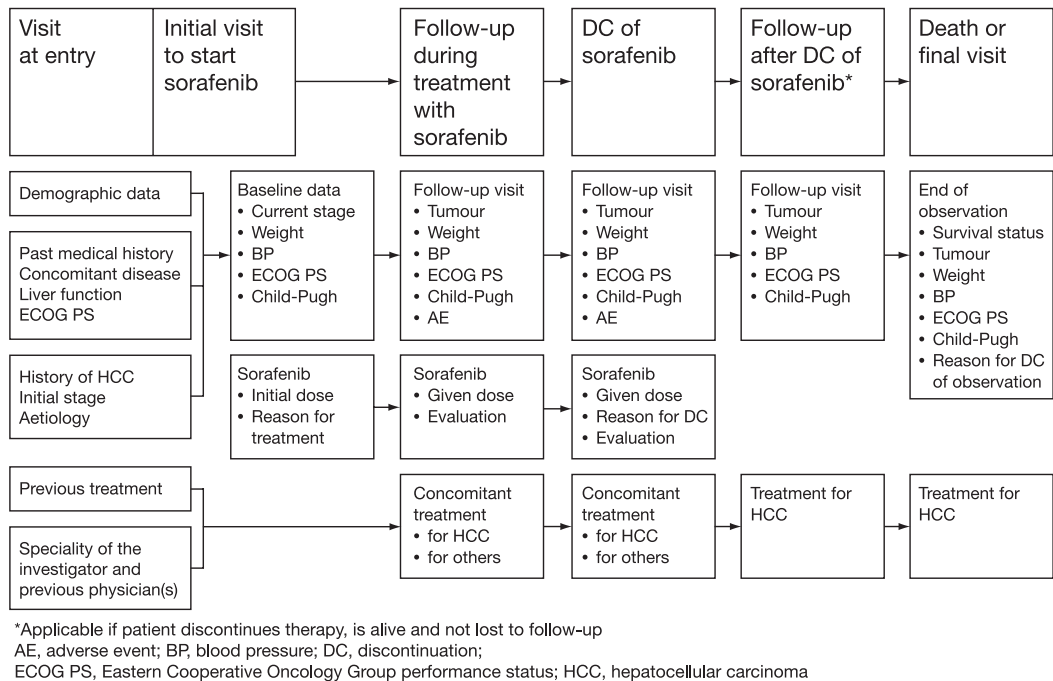 Visit
at entry
Initial visit
to start
sorafenib
Follow-up
during
treatment
with
sorafenib
DC of
sorafenib
Follow-up
after DC of
sorafenib*
Death or
final visit
Demographic data
Past medical history
Concomitant disease
Liver function
ECOG PS
History of HCC
Initial stage
Aetiology
Baseline data
• Current stage
• Weight
• BP
• ECOG PS
• Child-Pugh
Follow-up visit
• Tumour
• Weight
• BP
• ECOG PS
• Child-Pugh
• AE
Follow-up visit
• Tumour
• Weight
• BP
• ECOG PS
• Child-Pugh
• AE
Follow-up visit
• Tumour
• Weight
• BP
• ECOG PS
• Child-Pugh
End of
observation
• Survival status
• Tumour
• Weight
• BP
• ECOG PS
• Child-Pugh
• Reason for DC
of observation
Sorafenib
• Initial dose
• Reason for
treatment
Sorafenib
• Given dose
• Evaluation
Sorafenib
• Given dose
• Reason for DC
• Evaluation
Previous treatment
Speciality of the
investigator and
previous physician(s)
Concomitant
treatment
• for HCC
• for others
Concomitant
treatment
• for HCC
• for others
Treatment for
HCC
Treatment for
HCC
*Applicable if patient discontinues therapy, is alive and not lost to follow-up
AE, adverse event; BP, blood pressure; DC, discontinuation;
ECOG PS, Eastern Cooperative Oncology Group performance status; HCC, hepatocellular carcinoma